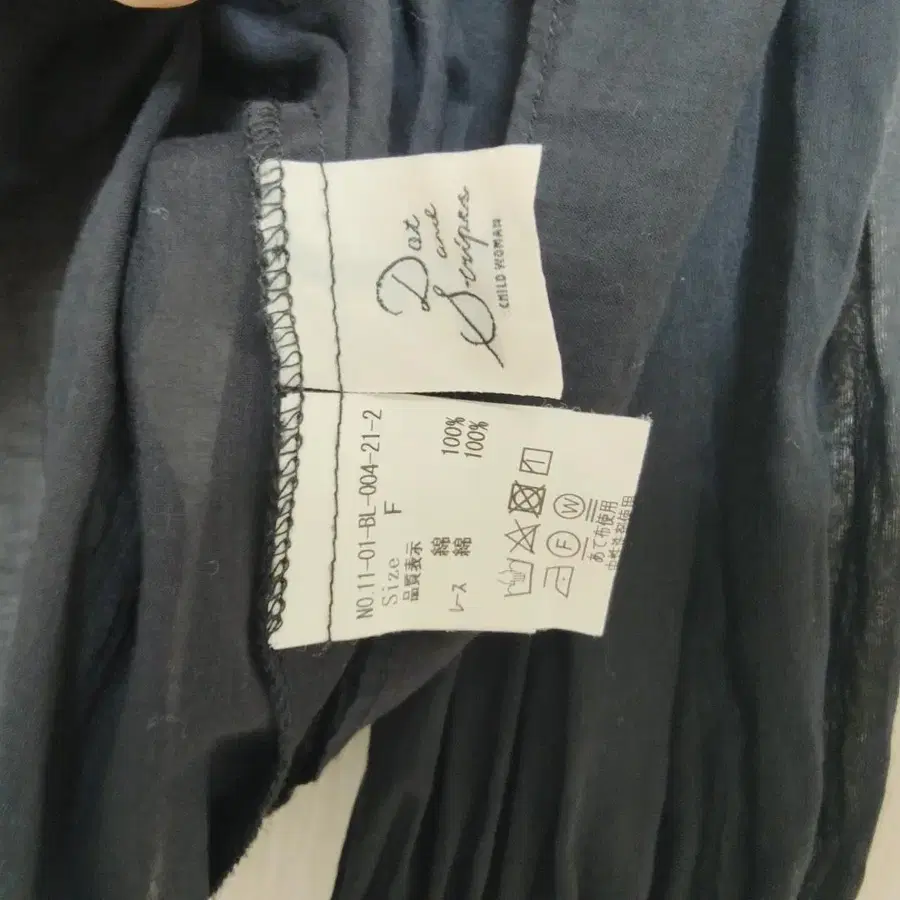 Dot
and
Stripes
CHILD WOMAN
NO.11-01-BL-004-21-2
Size F
品質表示
綿 100%
レース 綿 100%
F W
あて布使用
中性洗剤使用